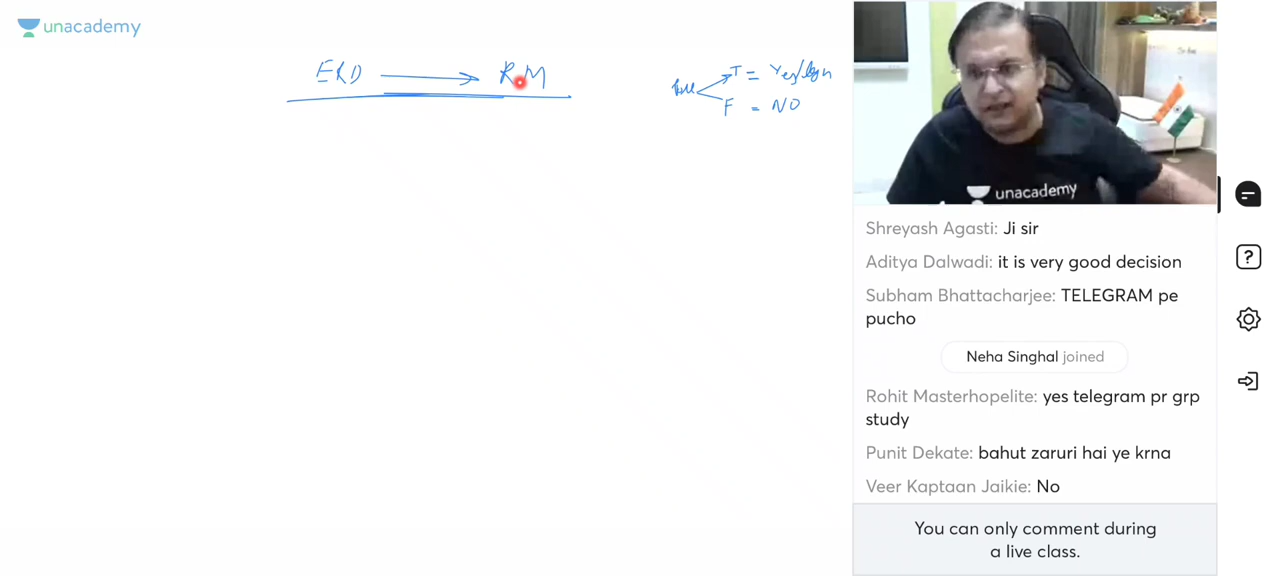 unacademy
ERD → RM
T = Yes/
F = NO
unacademy
Shreyash Agasti: Ji sir
Aditya Dalwadi: it is very good decision
Subham Bhattacharjee: TELEGRAM pe
pucho
Neha Singhal joined
Rohit Masterhopelite: yes telegram pr grp
study
Punit Dekate: bahut zaruri hai ye krna
Veer Kaptaan Jaikie: No
You can only comment during
a live class.
?